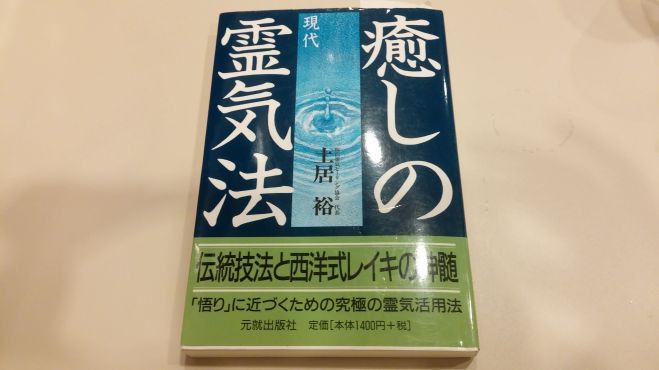 癒しの
現代
霊気法
土居 裕
伝統技法と西洋式レイキの神髄
「悟り」に近づくための究極の霊気活用法
元就出版社 定価[本体1400円+税]